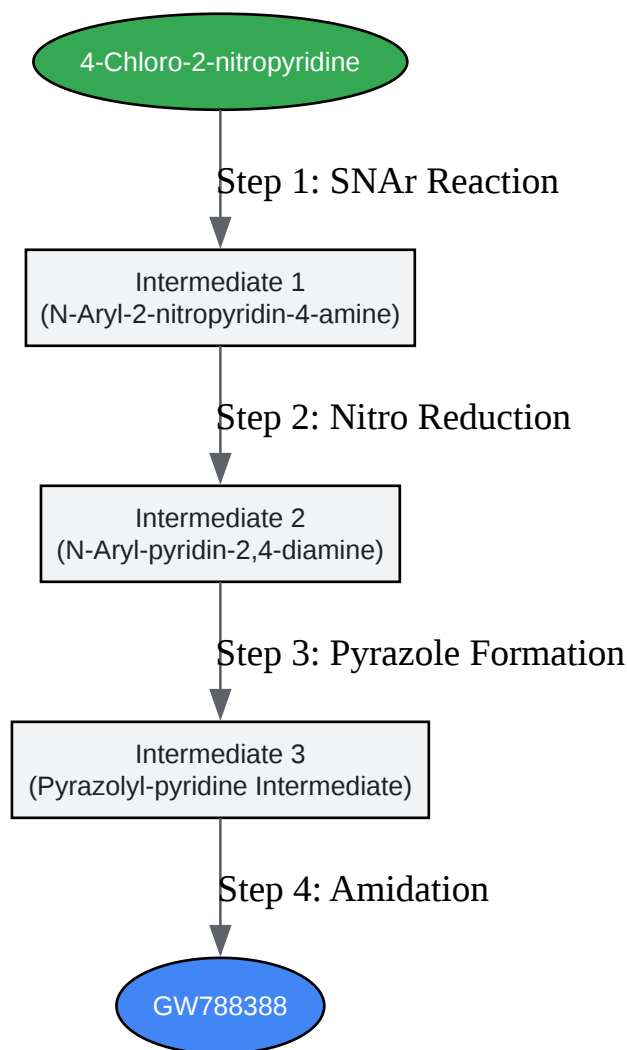 4-Chloro-2-nitropyridine
Step 1: SNAr Reaction
Intermediate 1
(N-Aryl-2-nitropyridin-4-amine)
Step 2: Nitro Reduction
Intermediate 2
(N-Aryl-pyridin-2,4-diamine)
Step 3: Pyrazole Formation
Intermediate 3
(Pyrazolyl-pyridine Intermediate)
Step 4: Amidation
GW788388